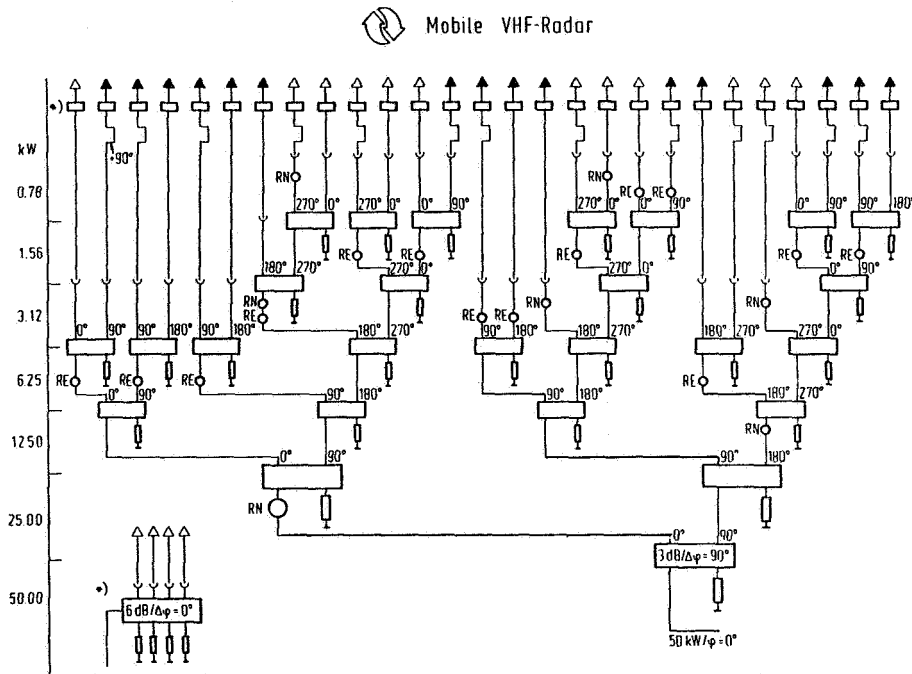 Mobile VHF-Radar
*)
kW
+90°
0.78
RN RN RE RE
270° 0° 270° 0° 0° 90° 270° 0° 0° 90° 0° 90° 90° 180°
1.56
RE RE RE RE RE
180° 270° 270° 0° 270° 0° 0° 90°
3.12
RN RN RN
RE RE RE
0° 90° 90° 180° 90° 180° 180° 270° 90° 180° 180° 270° 180° 270° 270° 0°
6.25
RE RE RE RE
0° 90° 90° 180° 90° 180° 180° 270°
12.50
RN
0° 90° 90° 180°
25.00
RN
0° 90°
3 dB/Δφ=90°
50.00
*)
6 dB/Δφ=0°
50 kW/φ=0°